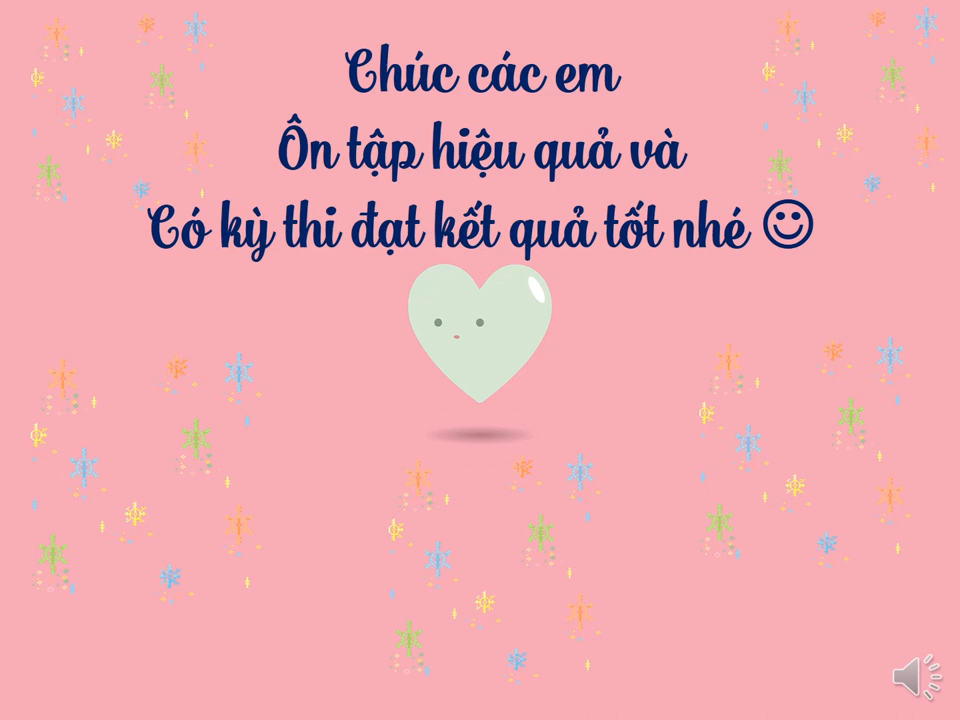 Chúc các em
Ôn tập hiệu quả và
Có kỳ thi đạt kết quả tốt nhé ☺